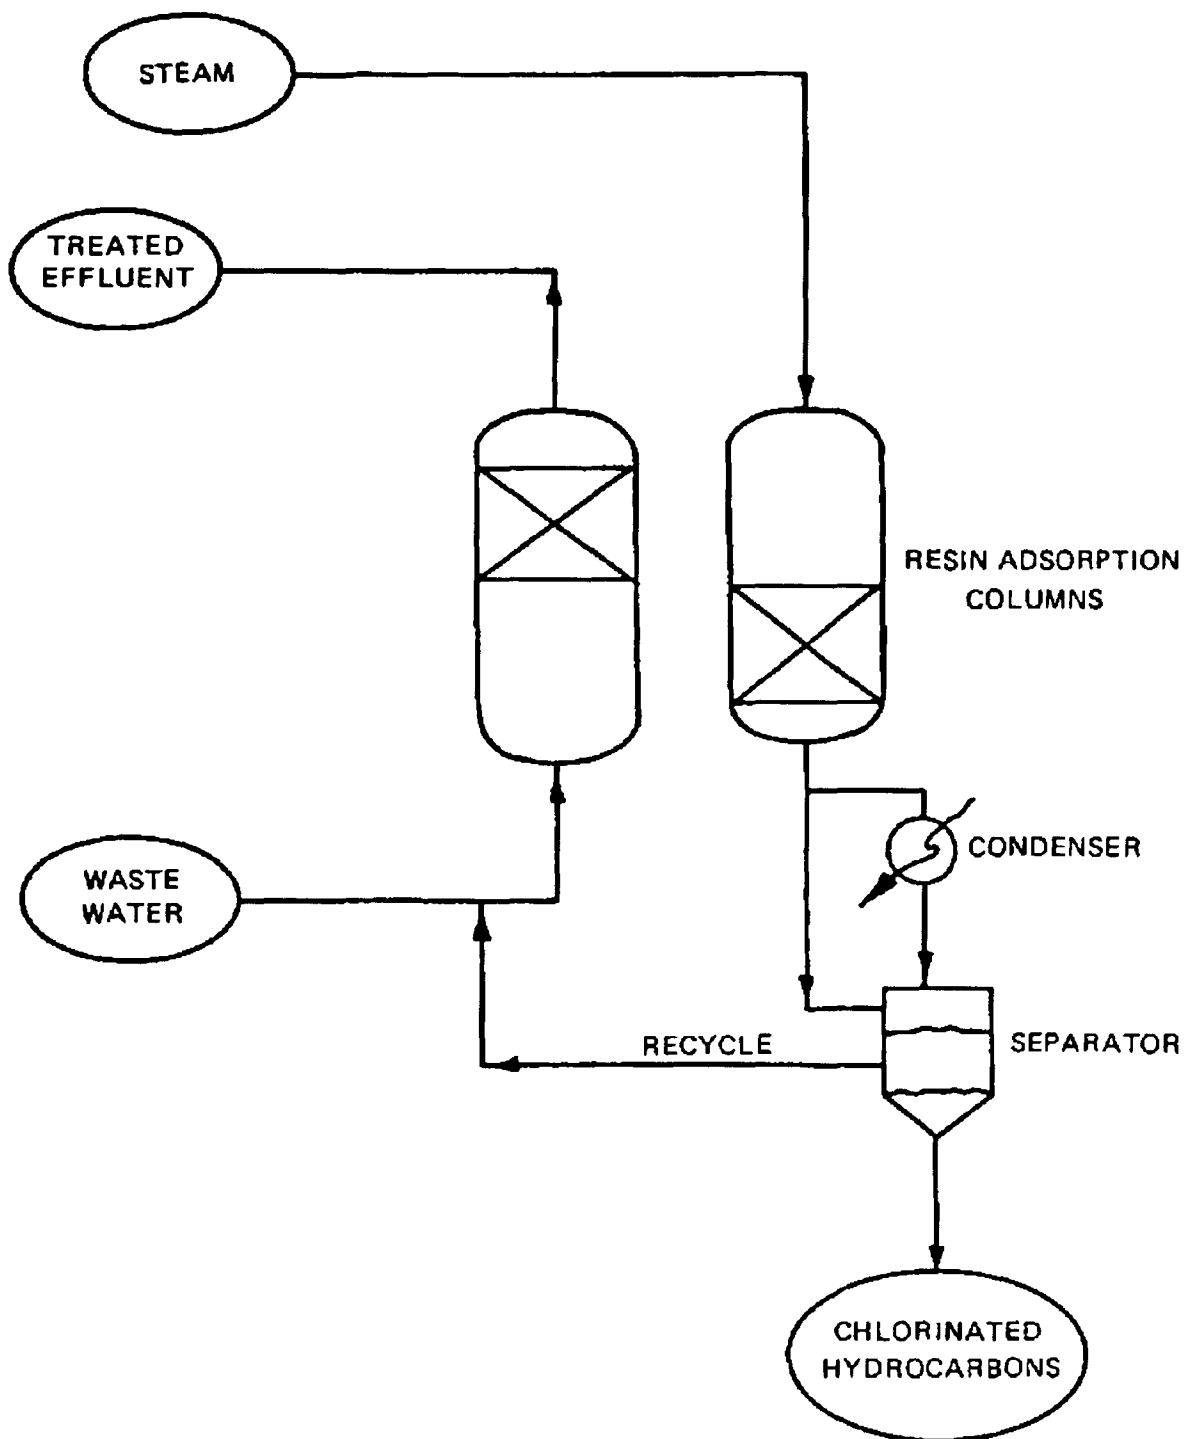 STEAM
TREATED
EFFLUENT
RESIN ADSORPTION
COLUMNS
CONDENSER
WASTE
WATER
RECYCLE
SEPARATOR
CHLORINATED
HYDROCARBONS